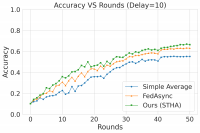 Accuracy VS Rounds (Delay=10)
1.0
0.8
0.6
0.4
0.2
0.0
Accuracy
Simple Average
FedAsync
Ours (STHA)
0 10 20 30 40 50
Rounds